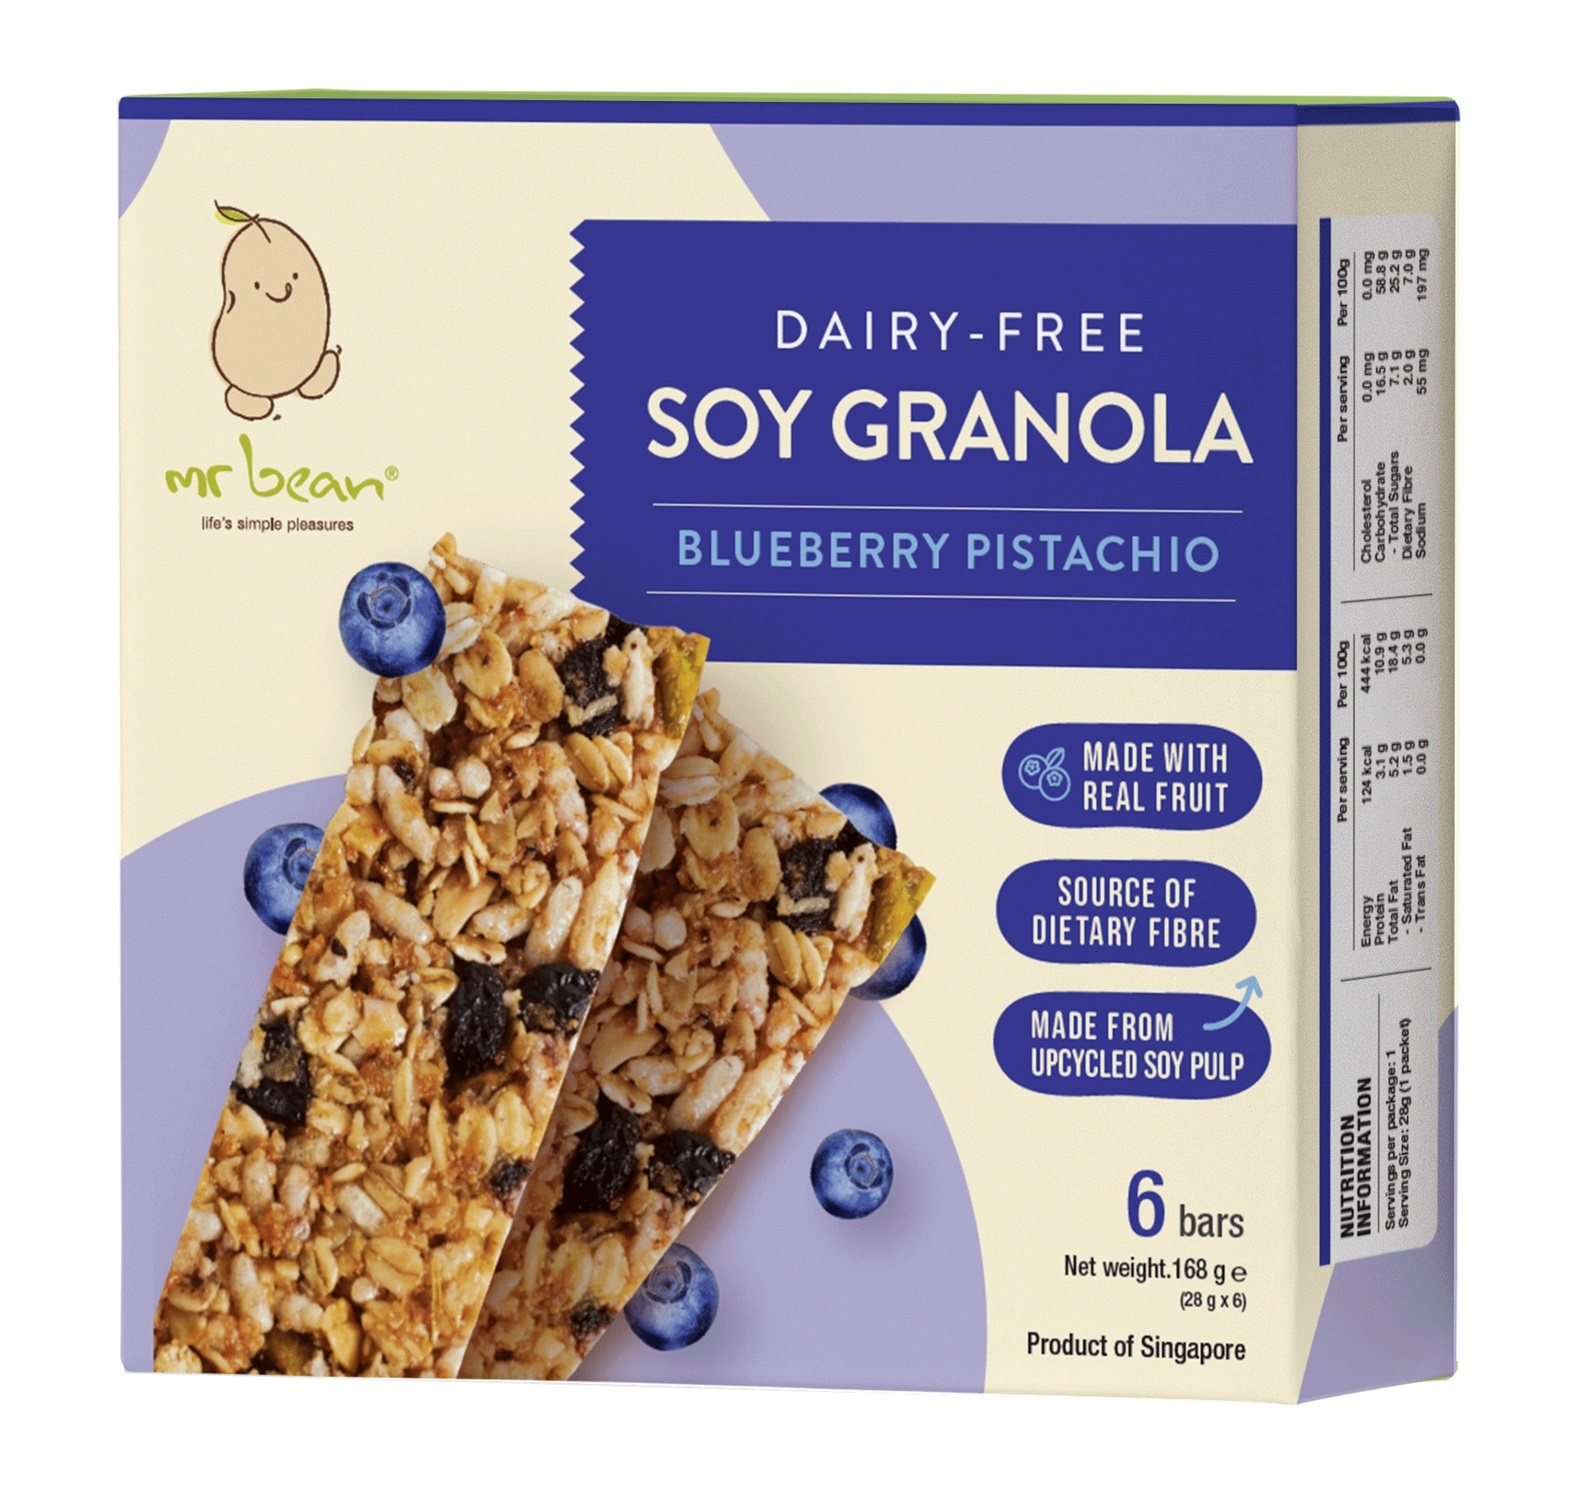 mr bean®
life's simple pleasures
DAIRY-FREE
SOY GRANOLA
BLUEBERRY PISTACHIO
MADE WITH
REAL FRUIT
SOURCE OF
DIETARY FIBRE
MADE FROM
UPCYCLED SOY PULP
6 bars
Net weight.168 g e
(28 g x 6)
Product of Singapore
NUTRITION
INFORMATION
Servings per package: 1
Serving Size: 28g (1 packet)
Per serving Per 100g
Energy 124 kcal 444 kcal
Protein 3.1 g 10.9 g
Total Fat 5.2 g 18.4 g
- Saturated Fat 1.5 g 5.3 g
- Trans Fat 0.0 g 0.0 g
Per serving Per 100g
Cholesterol 0.0 mg 0.0 mg
Carbohydrate 16.5 g 58.8 g
- Total Sugars 7.1 g 25.2 g
Dietary Fibre 2.0 g 7.0 g
Sodium 55 mg 197 mg